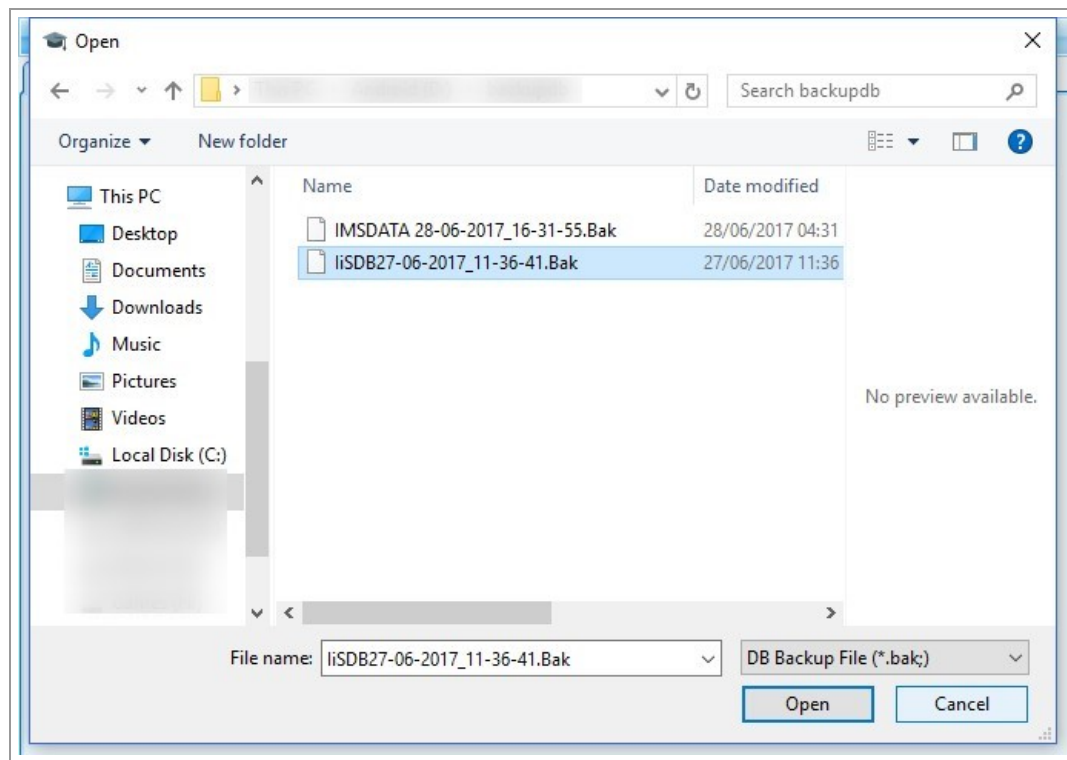 Open
Search backupdb
Organize
New folder
This PC
Desktop
Documents
Downloads
Music
Pictures
Videos
Local Disk (C:)
Name
Date modified
IMSDATA 28-06-2017_16-31-55.Bak
28/06/2017 04:31
IiSDB27-06-2017_11-36-41.Bak
27/06/2017 11:36
No preview available.
File name:
IiSDB27-06-2017_11-36-41.Bak
DB Backup File (*.bak;)
Open
Cancel